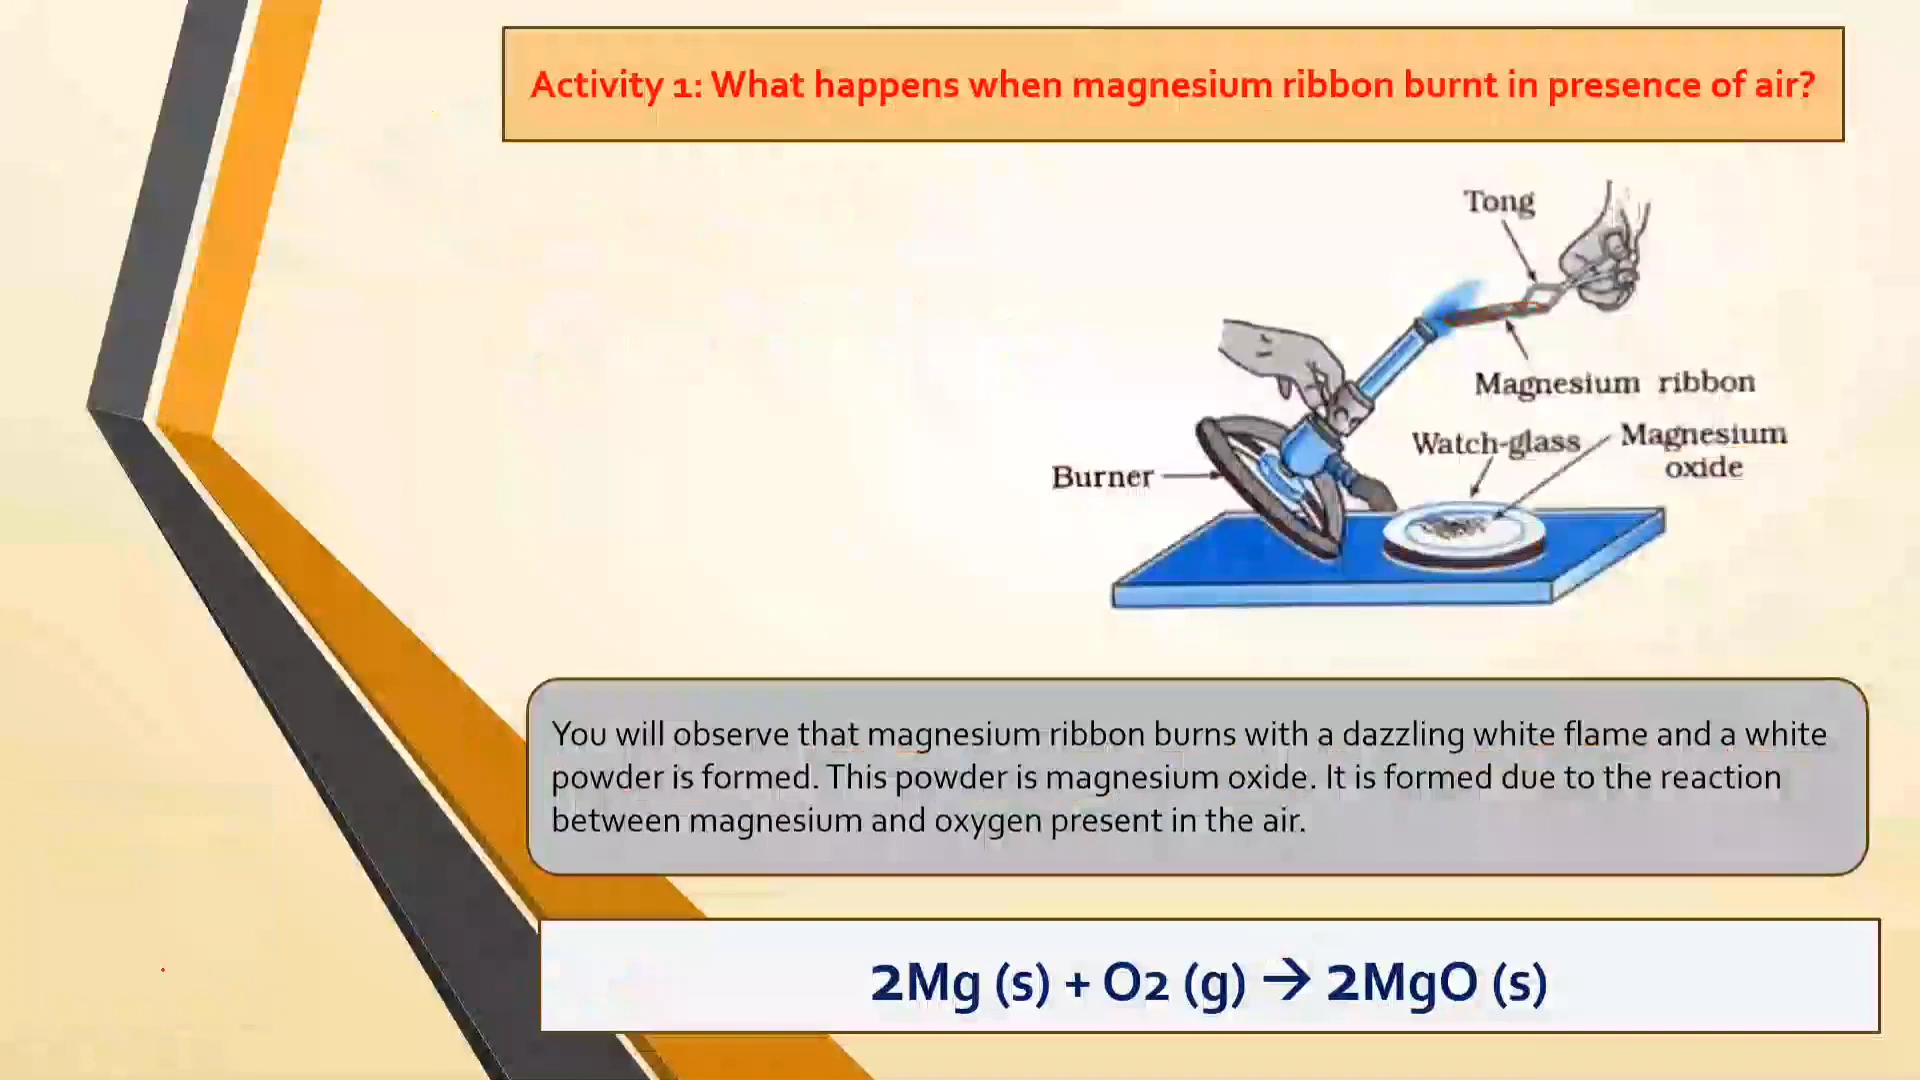 Activity 1: What happens when magnesium ribbon burnt in presence of air?
Tong
Magnesium ribbon
Watch-glass
Magnesium
oxide
Burner
You will observe that magnesium ribbon burns with a dazzling white flame and a white
powder is formed. This powder is magnesium oxide. It is formed due to the reaction
between magnesium and oxygen present in the air.
2Mg (s) + O2 (g) → 2MgO (s)